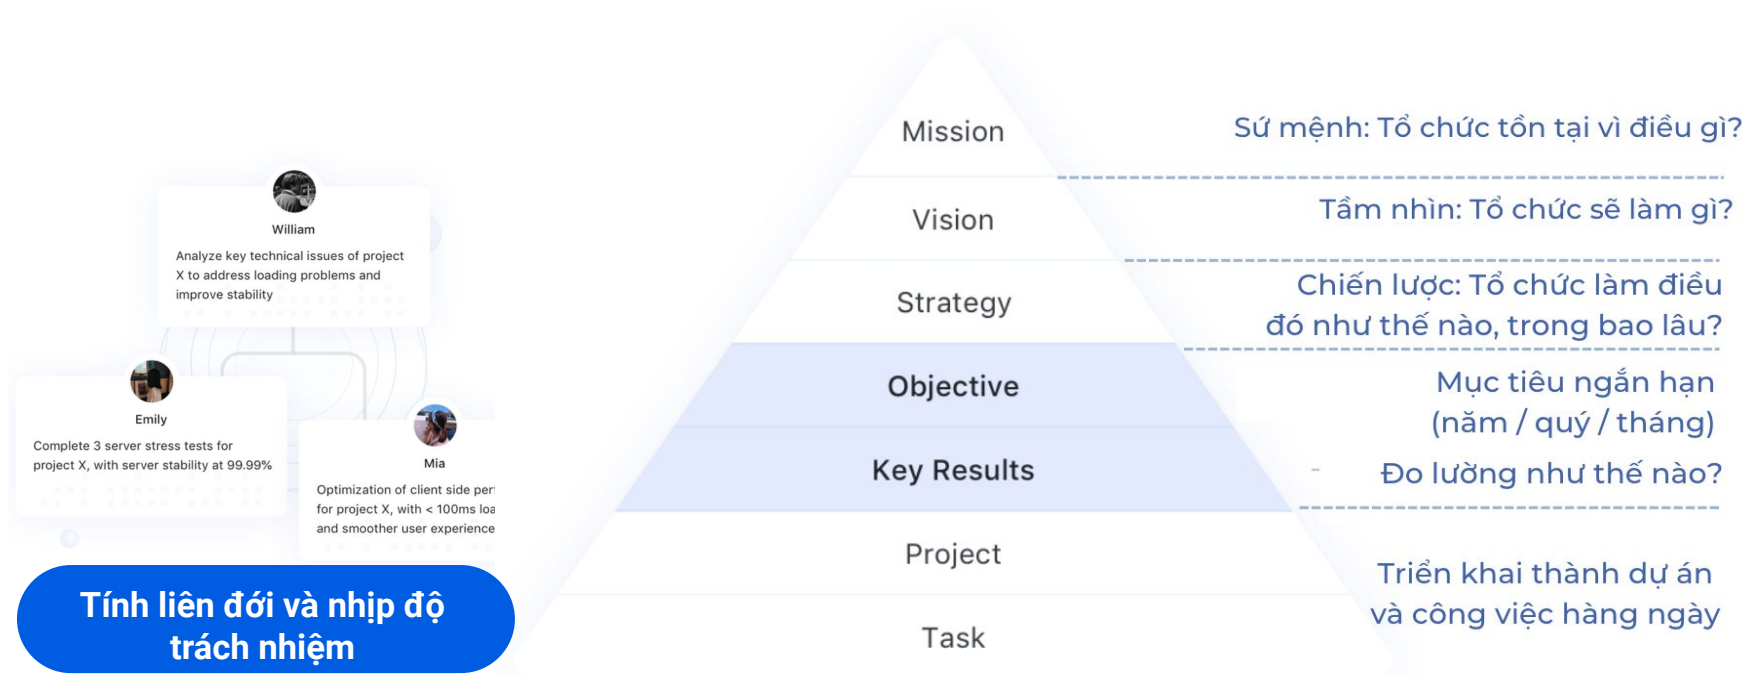 William
Analyze key technical issues of project
X to address loading problems and
improve stability
Emily
Complete 3 server stress tests for
project X, with server stability at 99.99%
Mia
Optimization of client side
for project X, with < 100ms
and smoother user experience
Tính liên đới và nhịp độ
trách nhiệm
Mission
Sứ mệnh: Tổ chức tồn tại vì điều gì?
Vision
Tầm nhìn: Tổ chức sẽ làm gì?
Strategy
Chiến lược: Tổ chức làm điều
đó như thế nào, trong bao lâu?
Objective
Mục tiêu ngắn hạn
(năm / quý / tháng)
Key Results
- Đo lường như thế nào?
Project
Triển khai thành dự án
và công việc hàng ngày
Task